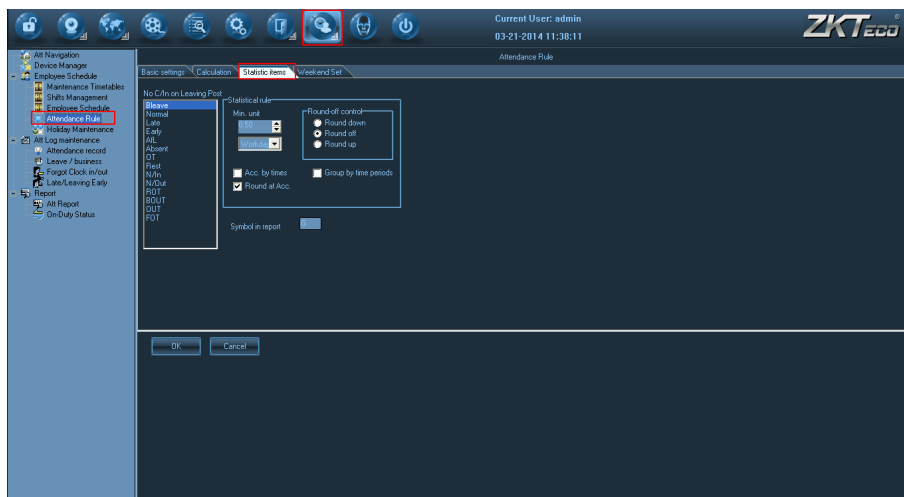 Current User: admin
03-21-2014 11:38:11
ZKTECO
Attendance Rule
Att Navigation
Device Manager
Employee Schedule
Maintenance Timetables
Shifts Management
Employee Schedule
Attendance Rule
Holiday Maintenance
Att Log maintenance
Attendance record
Leave / business
Forgot Clock in/out
Late/Leaving Early
Report
Att Report
On-Duty Status
Basic settings Calculation Statistic items Weekend Set
No C/In on Leaving Post
Bleave
Normal
Late
Early
A/L
Absent
OT
Rest
N/In
N/Out
ROT
BOUT
OUT
FOT
Statistical rule
Min. unit
0.50
Workda
Round-off control
Round down
Round off
Round up
Acc. by times
Group by time periods
Round at Acc.
Symbol in report
OK Cancel